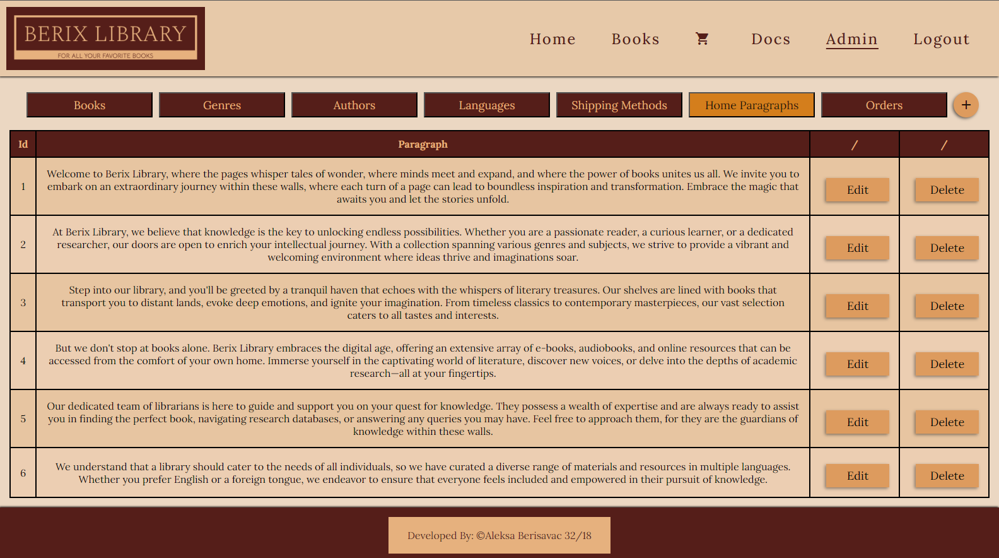 BERIX LIBRARY
FOR ALL YOUR FAVORITE BOOKS
Home Books Docs Admin Logout
Books Genres Authors Languages Shipping Methods Home Paragraphs Orders +
Id Paragraph / /
Welcome to Berix Library, where the pages whisper tales of wonder, where minds meet and expand, and where the power of books unites us all. We invite you to
1 embark on an extraordinary journey within these walls, where each turn of a page can lead to boundless inspiration and transformation. Embrace the magic that Edit Delete
awaits you and let the stories unfold.
At Berix Library, we believe that knowledge is the key to unlocking endless possibilities. Whether you are a passionate reader, a curious learner, or a dedicated
2 researcher, our doors are open to enrich your intellectual journey. With a collection spanning various genres and subjects, we strive to provide a vibrant and Edit Delete
welcoming environment where ideas thrive and imaginations soar.
Step into our library, and you'll be greeted by a tranquil haven that echoes with the whispers of literary treasures. Our shelves are lined with books that
3 transport you to distant lands, evoke deep emotions, and ignite your imagination. From timeless classics to contemporary masterpieces, our vast selection Edit Delete
caters to all tastes and interests.
But we don't stop at books alone. Berix Library embraces the digital age, offering an extensive array of e-books, audiobooks, and online resources that can be
4 accessed from the comfort of your own home. Immerse yourself in the captivating world of literature, discover new voices, or delve into the depths of academic Edit Delete
research—all at your fingertips.
Our dedicated team of librarians is here to guide and support you on your quest for knowledge. They possess a wealth of expertise and are always ready to assist
5 you in finding the perfect book, navigating research databases, or answering any queries you may have. Feel free to approach them, for they are the guardians of Edit Delete
knowledge within these walls.
We understand that a library should cater to the needs of all individuals, so we have curated a diverse range of materials and resources in multiple languages.
6 Whether you prefer English or a foreign tongue, we endeavor to ensure that everyone feels included and empowered in their pursuit of knowledge. Edit Delete
Developed By: ©Aleksa Berisavac 32/18